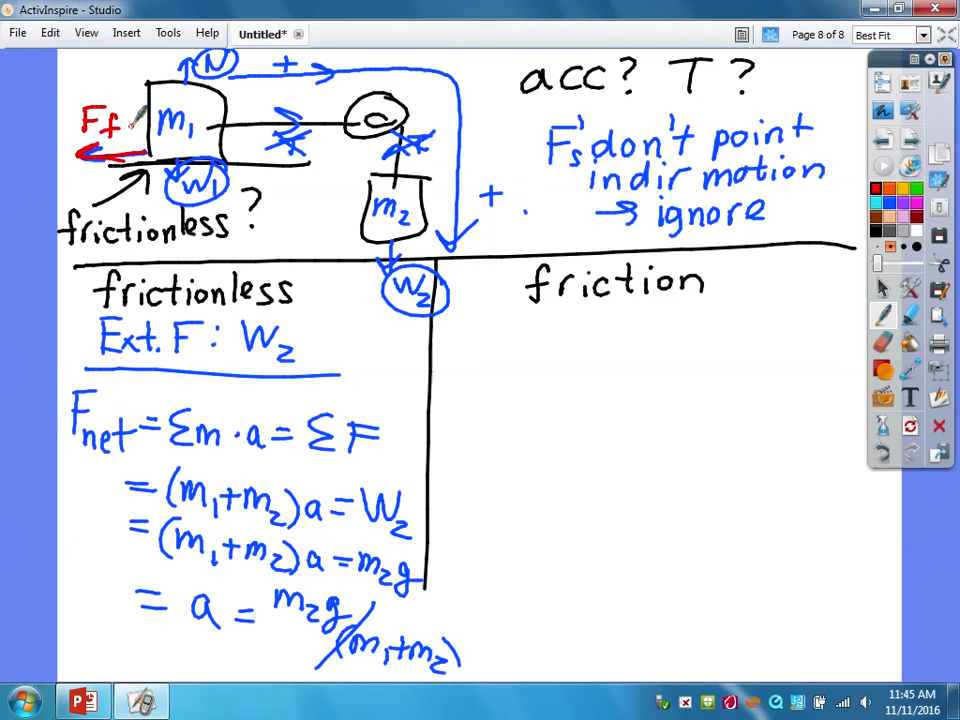 ActivInspire - Studio
File Edit View Insert Tools Help Untitled* Page 8 of 8 Best Fit
N +
acc? T ?
Ff m1 a
F's don't point
in dir motion
→ ignore
W1 m2 +
frictionless ?
frictionless W2 friction
Ext. F : W2
Fnet = Σm · a = Σ F
= (m1+m2)a = W2
= (m1+m2)a = m2g
= a = m2g/(m1+m2)
11:45 AM
11/11/2016